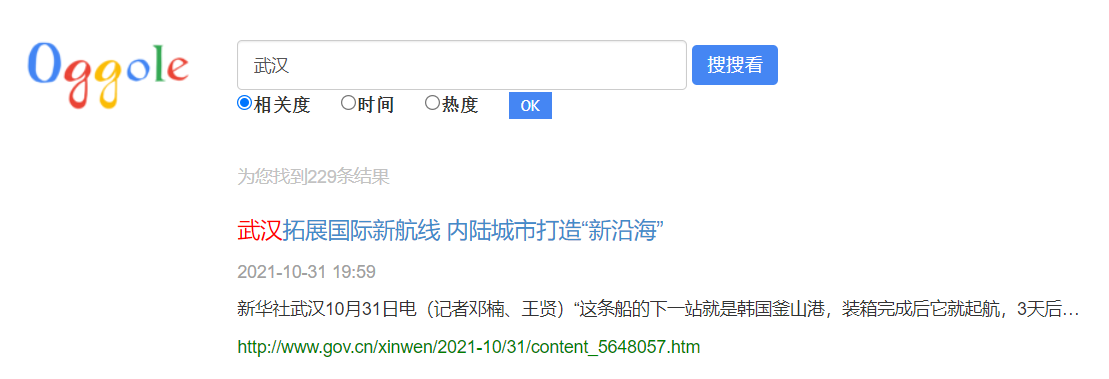 Oggole
武汉
搜搜看
相关度 时间 热度 OK
为您找到229条结果
武汉拓展国际新航线 内陆城市打造“新沿海”
2021-10-31 19:59
新华社武汉10月31日电（记者邓楠、王贤）“这条船的下一站就是韩国釜山港，装箱完成后它就起航，3天后…
http://www.gov.cn/xinwen/2021-10/31/content_5648057.htm